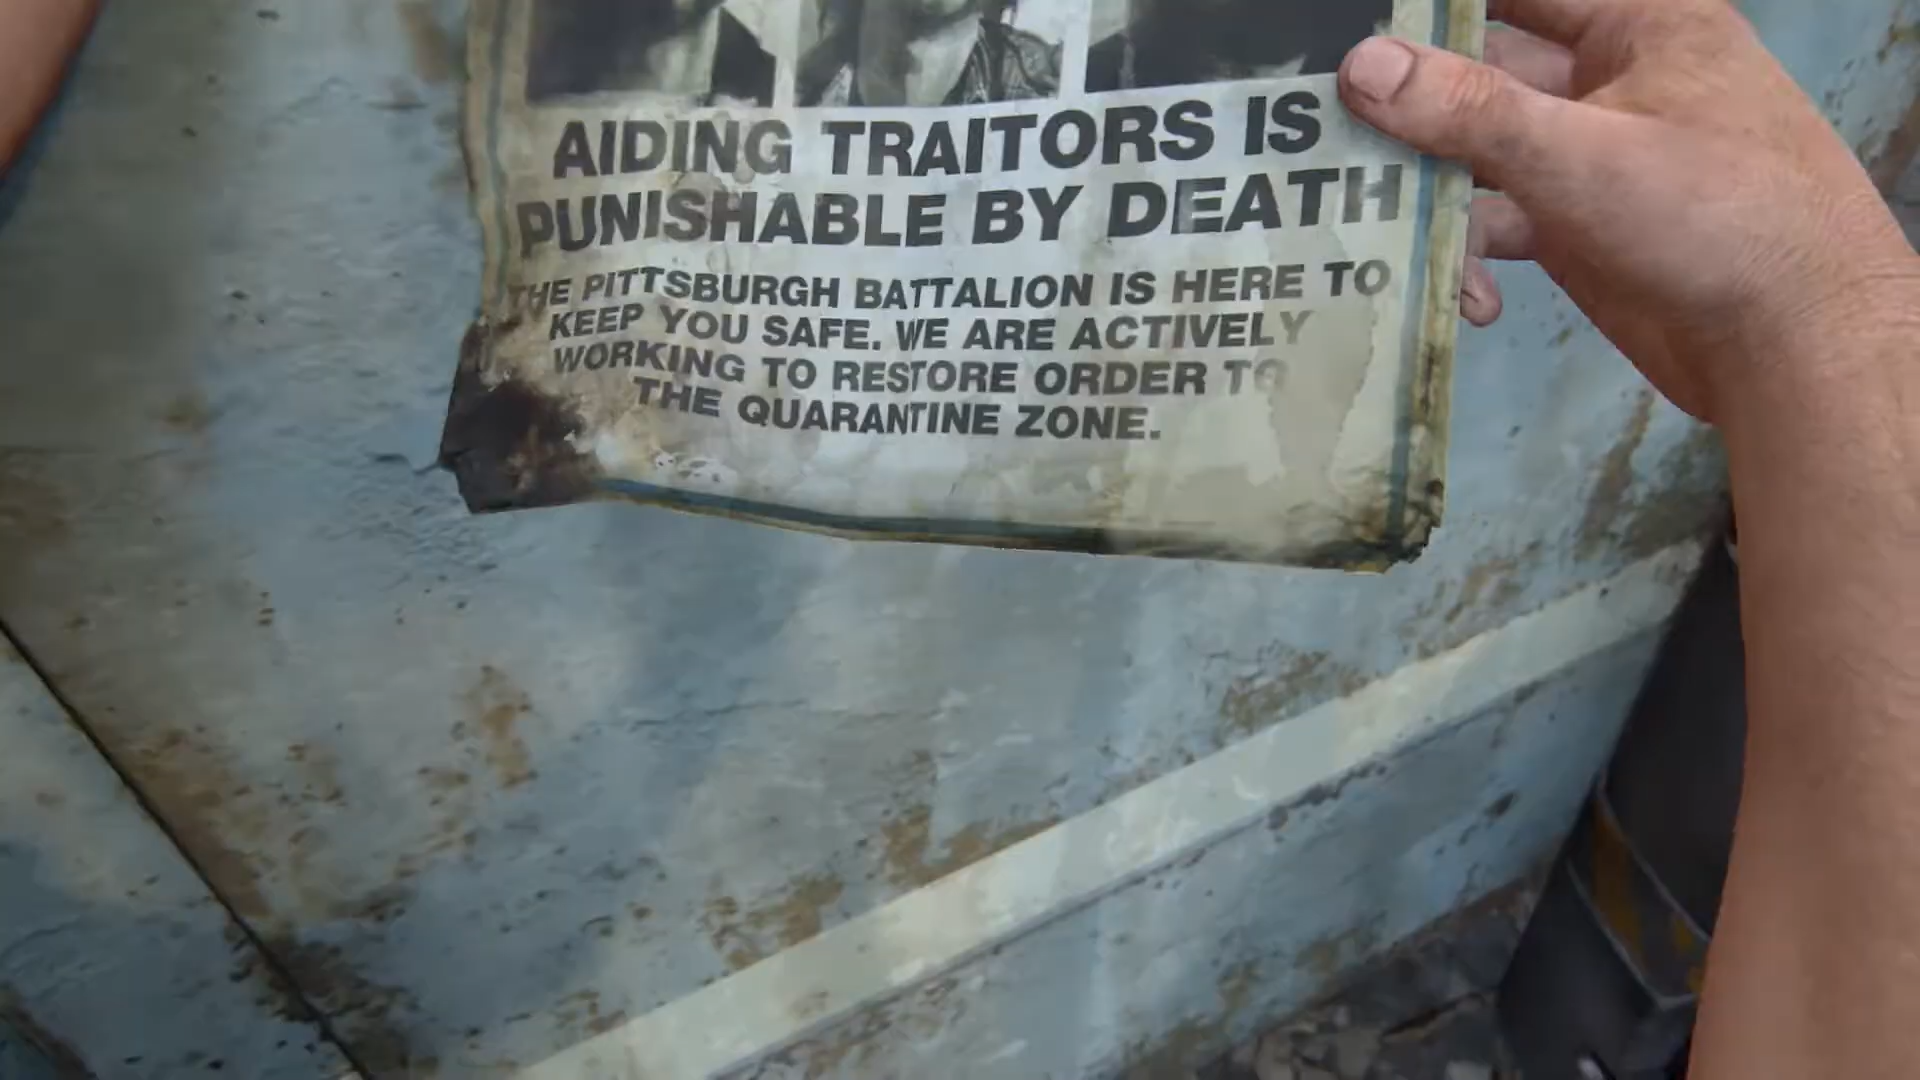 AIDING TRAITORS IS
PUNISHABLE BY DEATH
THE PITTSBURGH BATTALION IS HERE TO
KEEP YOU SAFE. WE ARE ACTIVELY
WORKING TO RESTORE ORDER TO
THE QUARANTINE ZONE.